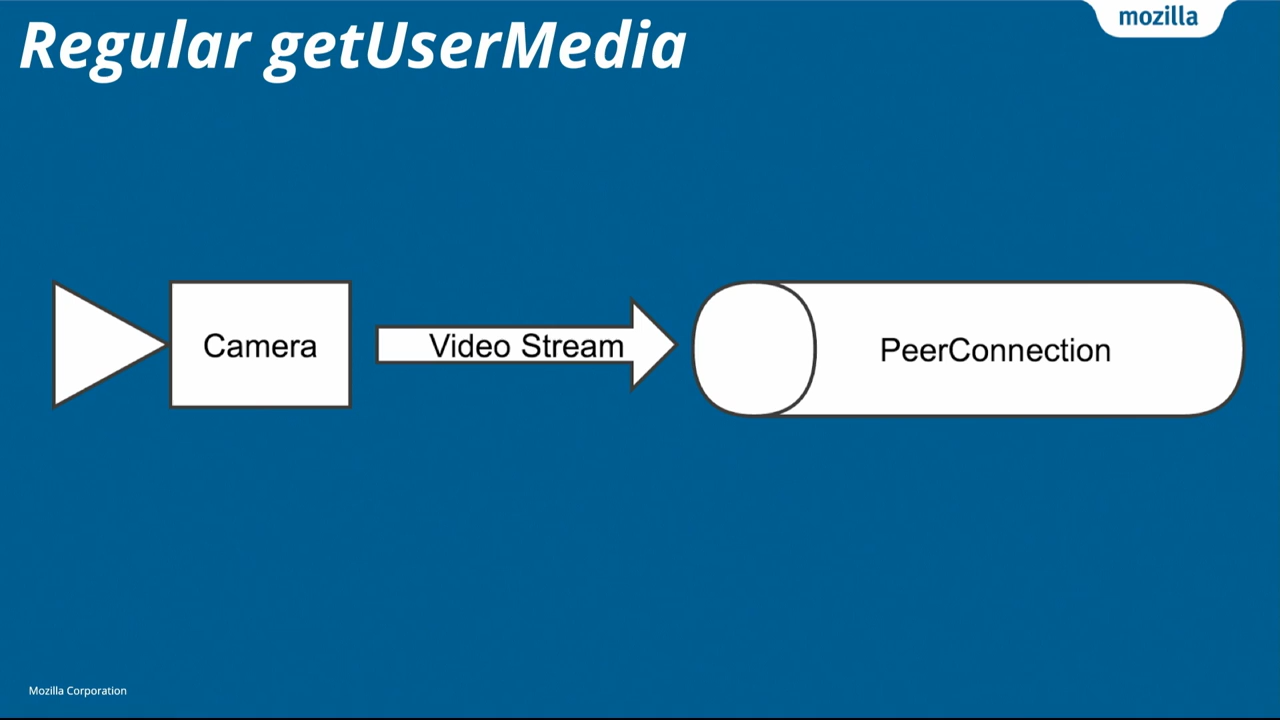 Regular getUserMedia
mozilla
Camera
Video Stream
PeerConnection
Mozilla Corporation